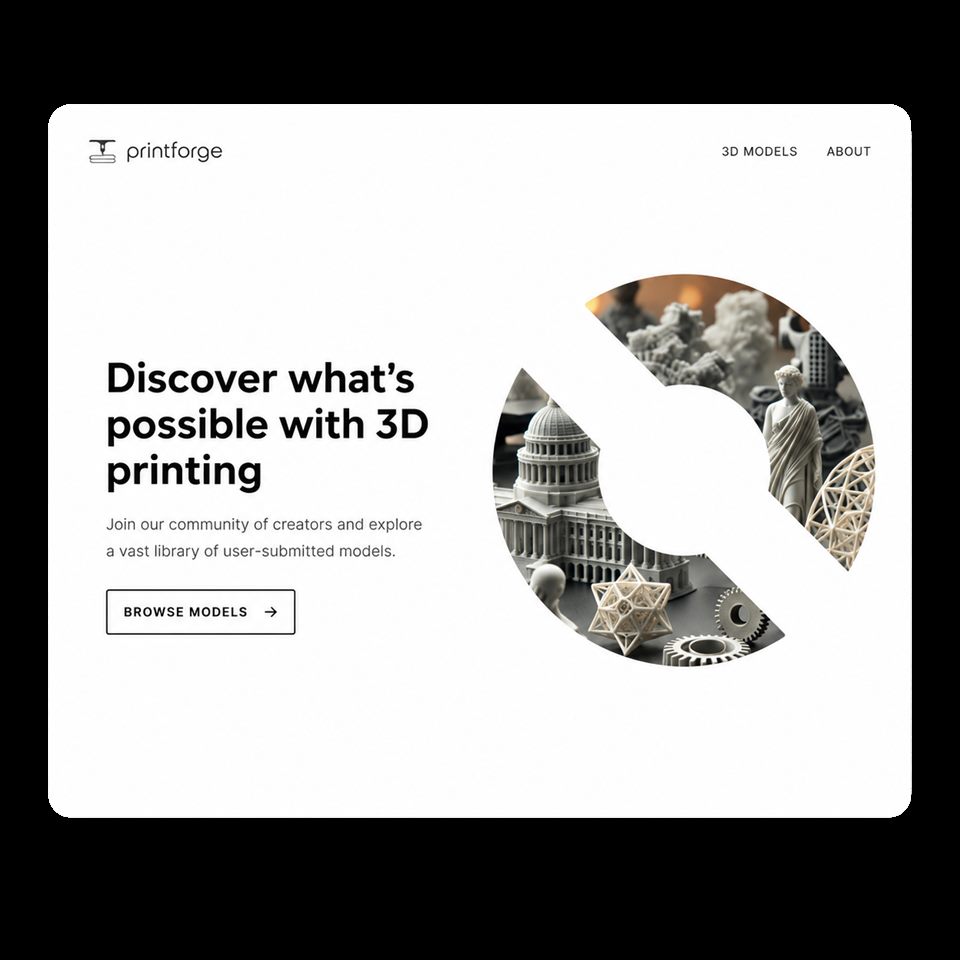 printforge
3D MODELS
ABOUT
Discover what’s
possible with 3D
printing
Join our community of creators and explore
a vast library of user-submitted models.
BROWSE MODELS →